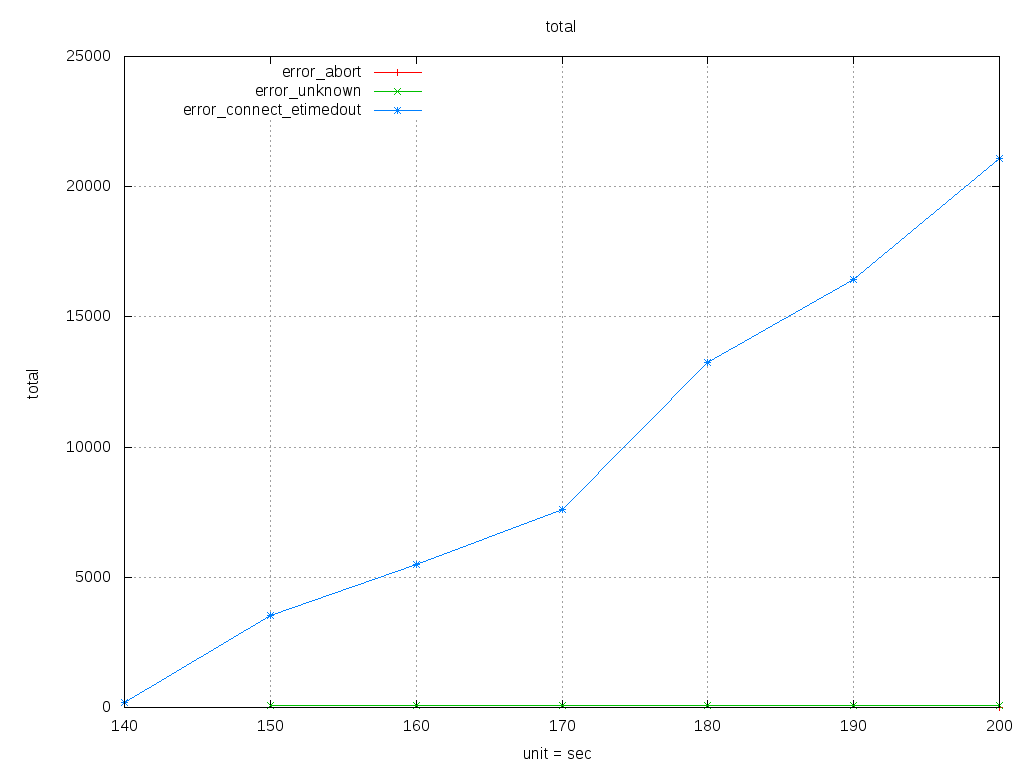 total
25000
20000
15000
10000
5000
0
total
error_abort
error_unknown
error_connect_etimedout
140 150 160 170 180 190 200
unit = sec